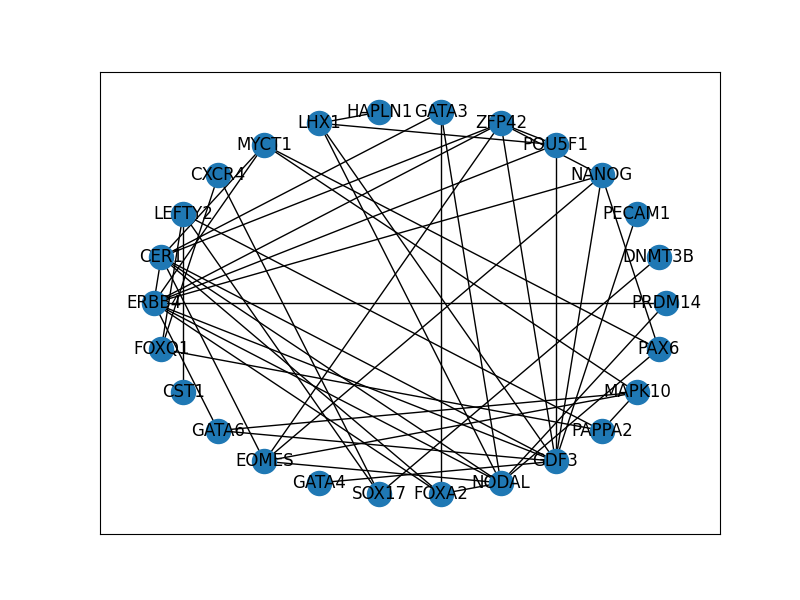 HAPLN1 GATA3
LHX1 ZFP42
MYCT1 POU5F1
CXCR4 NANOG
LEFTY2 PECAM1
CER1 DNMT3B
ERBB4 PRDM14
FOXQ1 PAX6
CST1 MAPK10
GATA6 PAPPA2
EOMES GDF3
GATA4 NODAL
SOX17 FOXA2